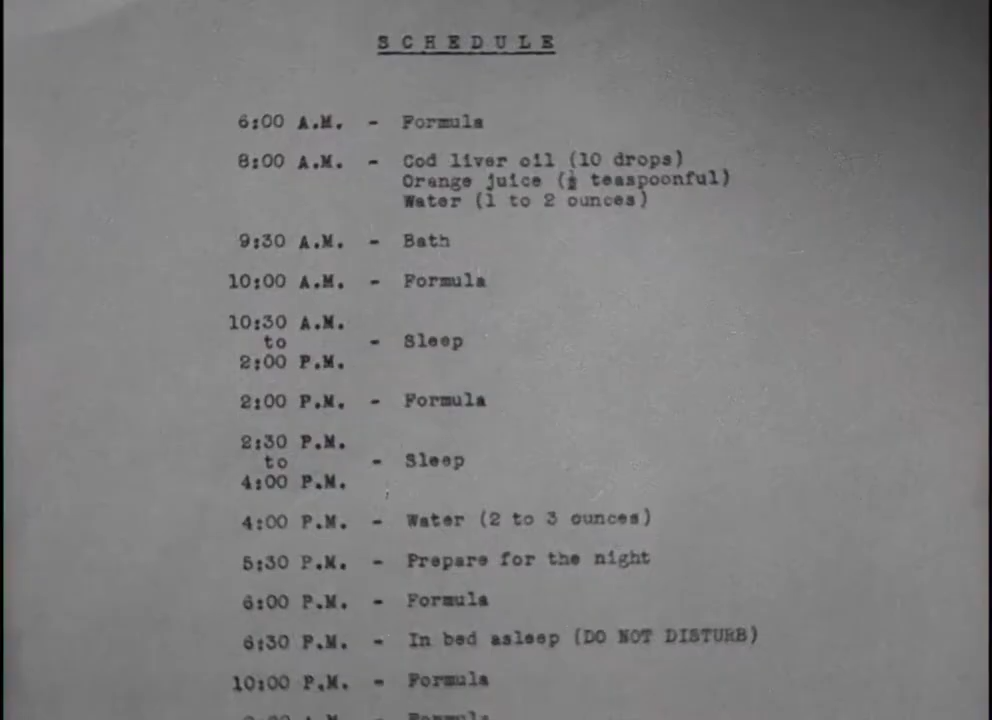 SCHEDULE
6:00 A.M. - Formula
8:00 A.M. - Cod liver oil (10 drops)
Orange juice (½ teaspoonful)
Water (1 to 2 ounces)
9:30 A.M. - Bath
10:00 A.M. - Formula
10:30 A.M.
to - Sleep
2:00 P.M.
2:00 P.M. - Formula
2:30 P.M.
to - Sleep
4:00 P.M.
4:00 P.M. - Water (2 to 3 ounces)
5:30 P.M. - Prepare for the night
6:00 P.M. - Formula
6:30 P.M. - In bed asleep (DO NOT DISTURB)
10:00 P.M. - Formula